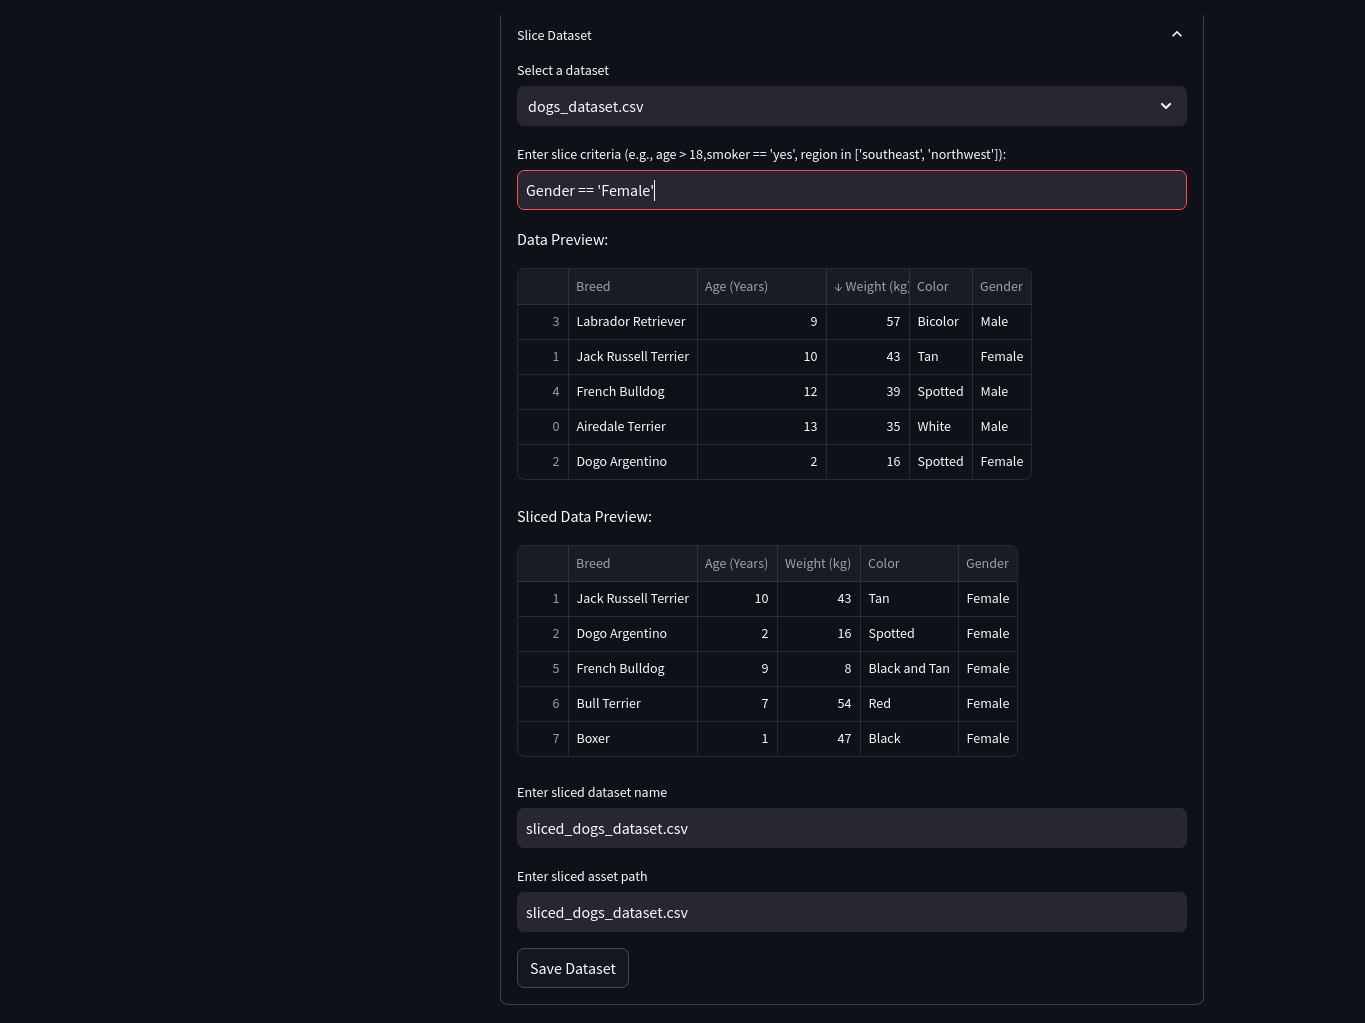 Slice Dataset
Select a dataset
dogs_dataset.csv
Enter slice criteria (e.g., age > 18,smoker == 'yes', region in ['southeast', 'northwest']):
Gender == 'Female'
Data Preview:
Breed Age (Years) ↓ Weight (kg) Color Gender
3 Labrador Retriever 9 57 Bicolor Male
1 Jack Russell Terrier 10 43 Tan Female
4 French Bulldog 12 39 Spotted Male
0 Airedale Terrier 13 35 White Male
2 Dogo Argentino 2 16 Spotted Female
Sliced Data Preview:
Breed Age (Years) Weight (kg) Color Gender
1 Jack Russell Terrier 10 43 Tan Female
2 Dogo Argentino 2 16 Spotted Female
5 French Bulldog 9 8 Black and Tan Female
6 Bull Terrier 7 54 Red Female
7 Boxer 1 47 Black Female
Enter sliced dataset name
sliced_dogs_dataset.csv
Enter sliced asset path
sliced_dogs_dataset.csv
Save Dataset